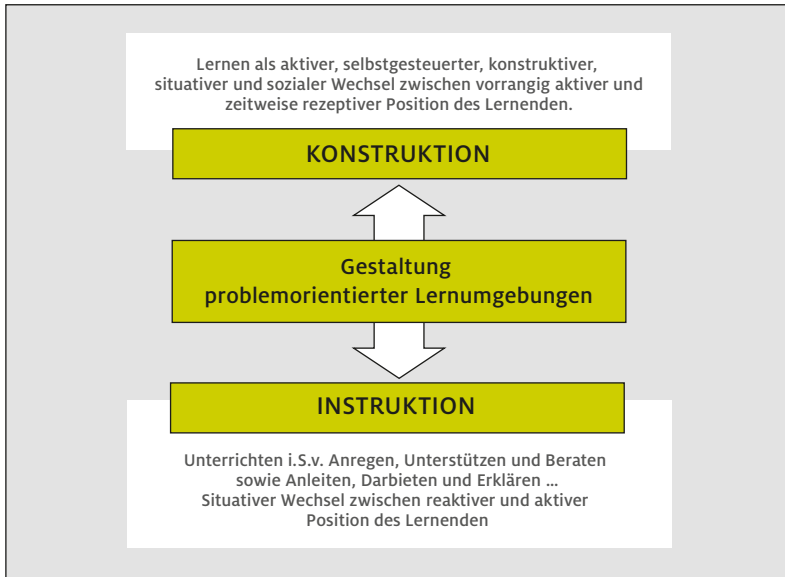 Lernen als aktiver, selbstgesteuerter, konstruktiver,
situativer und sozialer Wechsel zwischen vorrangig aktiver und
zeitweise rezeptiver Position des Lernenden.
KONSTRUKTION
Gestaltung
problemorientierter Lernumgebungen
INSTRUKTION
Unterrichten i.S.v. Anregen, Unterstützen und Beraten
sowie Anleiten, Darbieten und Erklären ...
Situativer Wechsel zwischen reaktiver und aktiver
Position des Lernenden